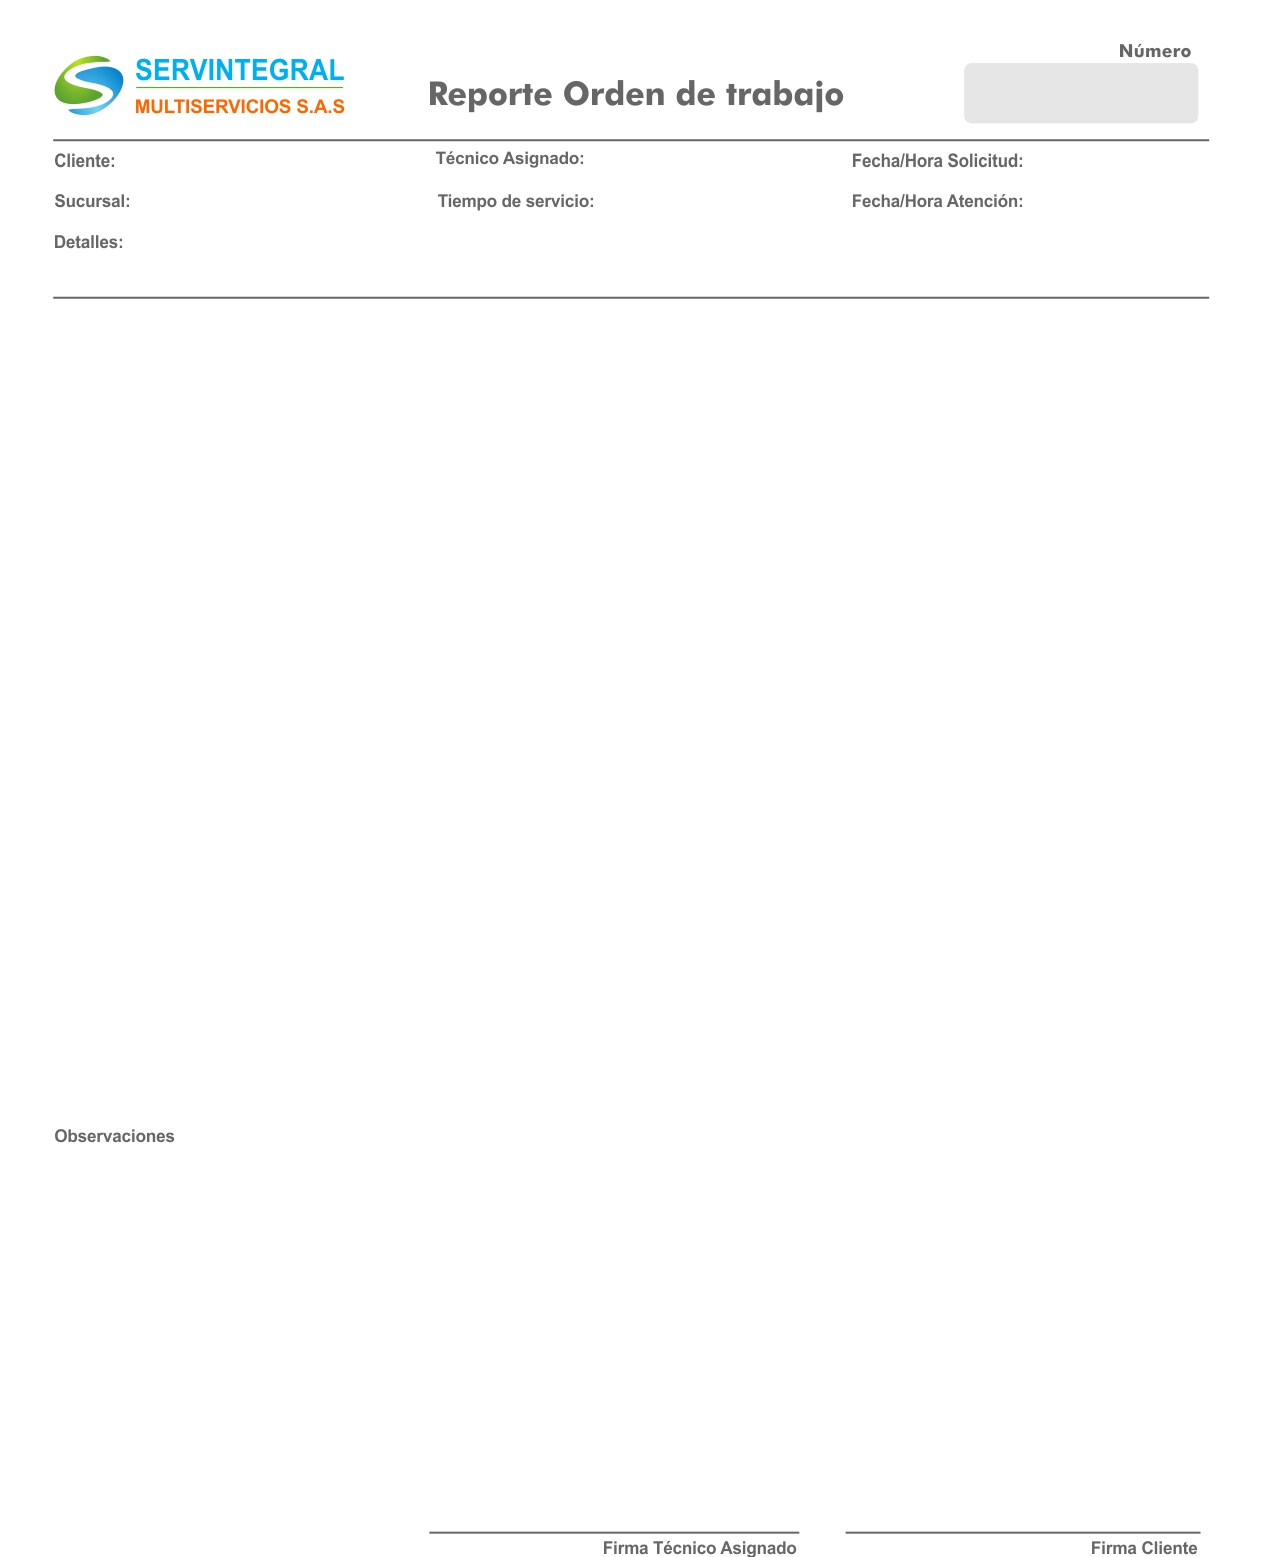 Número
SERVINTEGRAL
MULTISERVICIOS S.A.S
Reporte Orden de trabajo
Cliente:
Técnico Asignado:
Fecha/Hora Solicitud:
Sucursal:
Tiempo de servicio:
Fecha/Hora Atención:
Detalles:
Observaciones
Firma Técnico Asignado
Firma Cliente